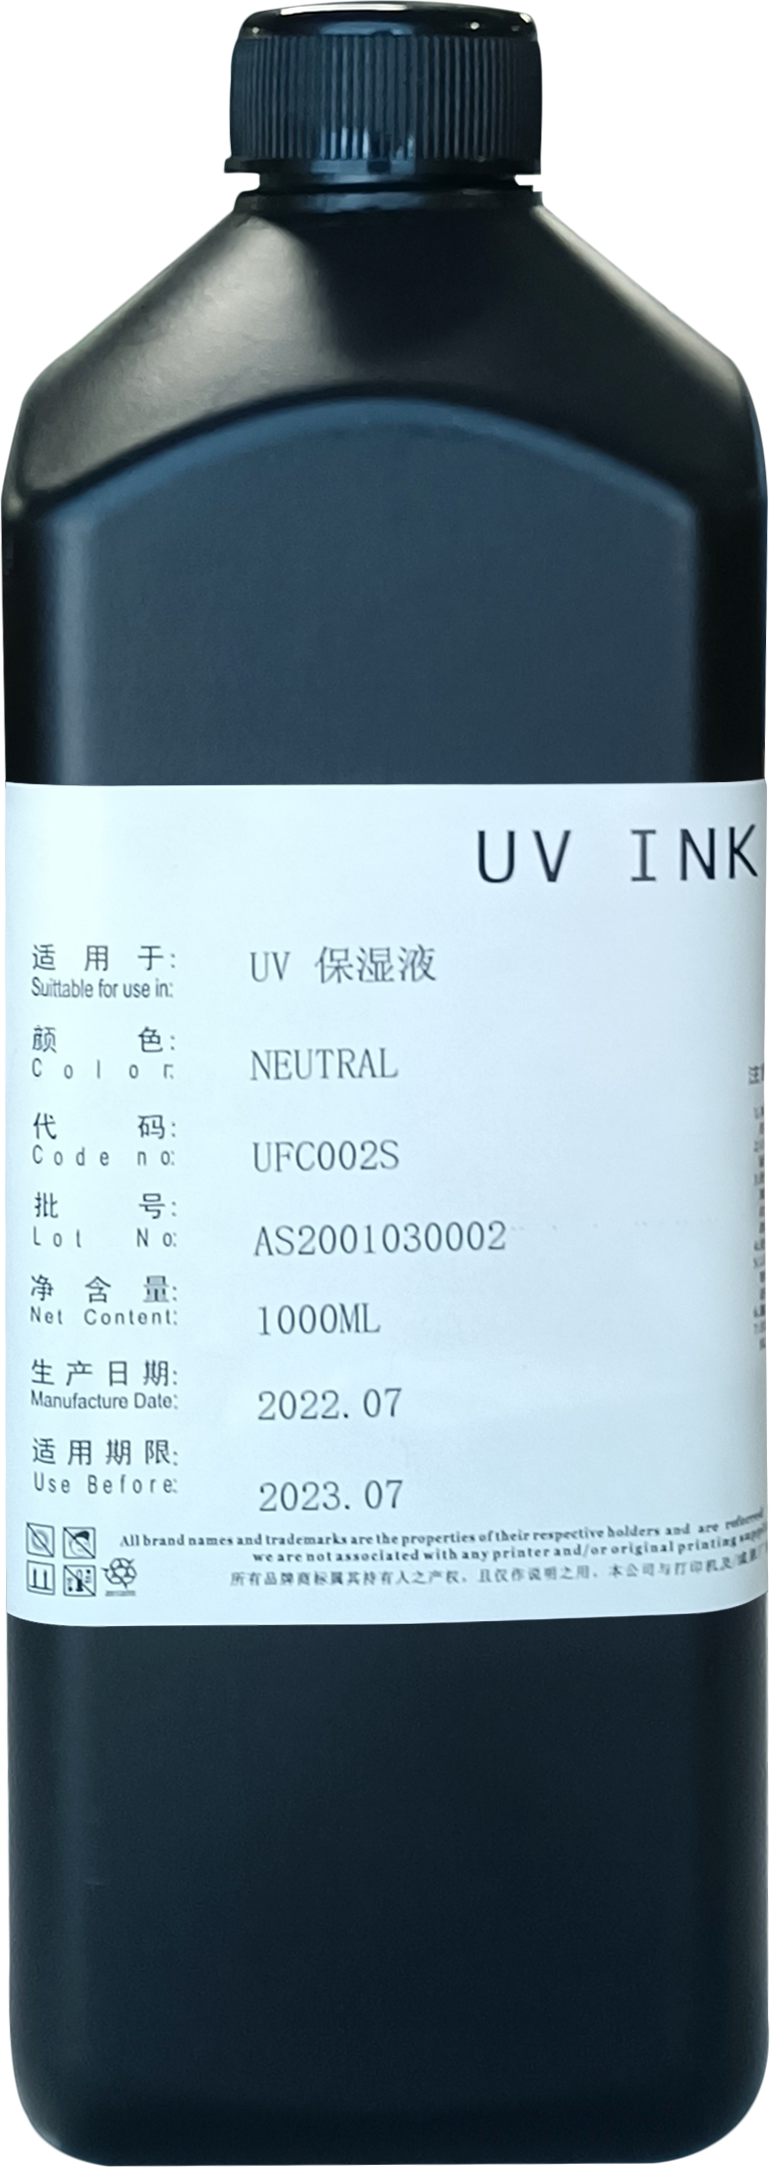 UV INK
适用于: UV 保湿液
Suittable for use in:
颜色: NEUTRAL
Color:
代码: UFC002S
Code no:
批号: AS2001030002
Lot No:
净含量: 1000ML
Net Content:
生产日期: 2022.07
Manufacture Date:
适用期限: 2023.07
Use Before:
All brand names and trademarks are the properties of their respective holders and are referred
we are not associated with any printer and/or original printing
所有品牌商标属其持有人之产权，且仅作说明之用，本公司与打印机及/或